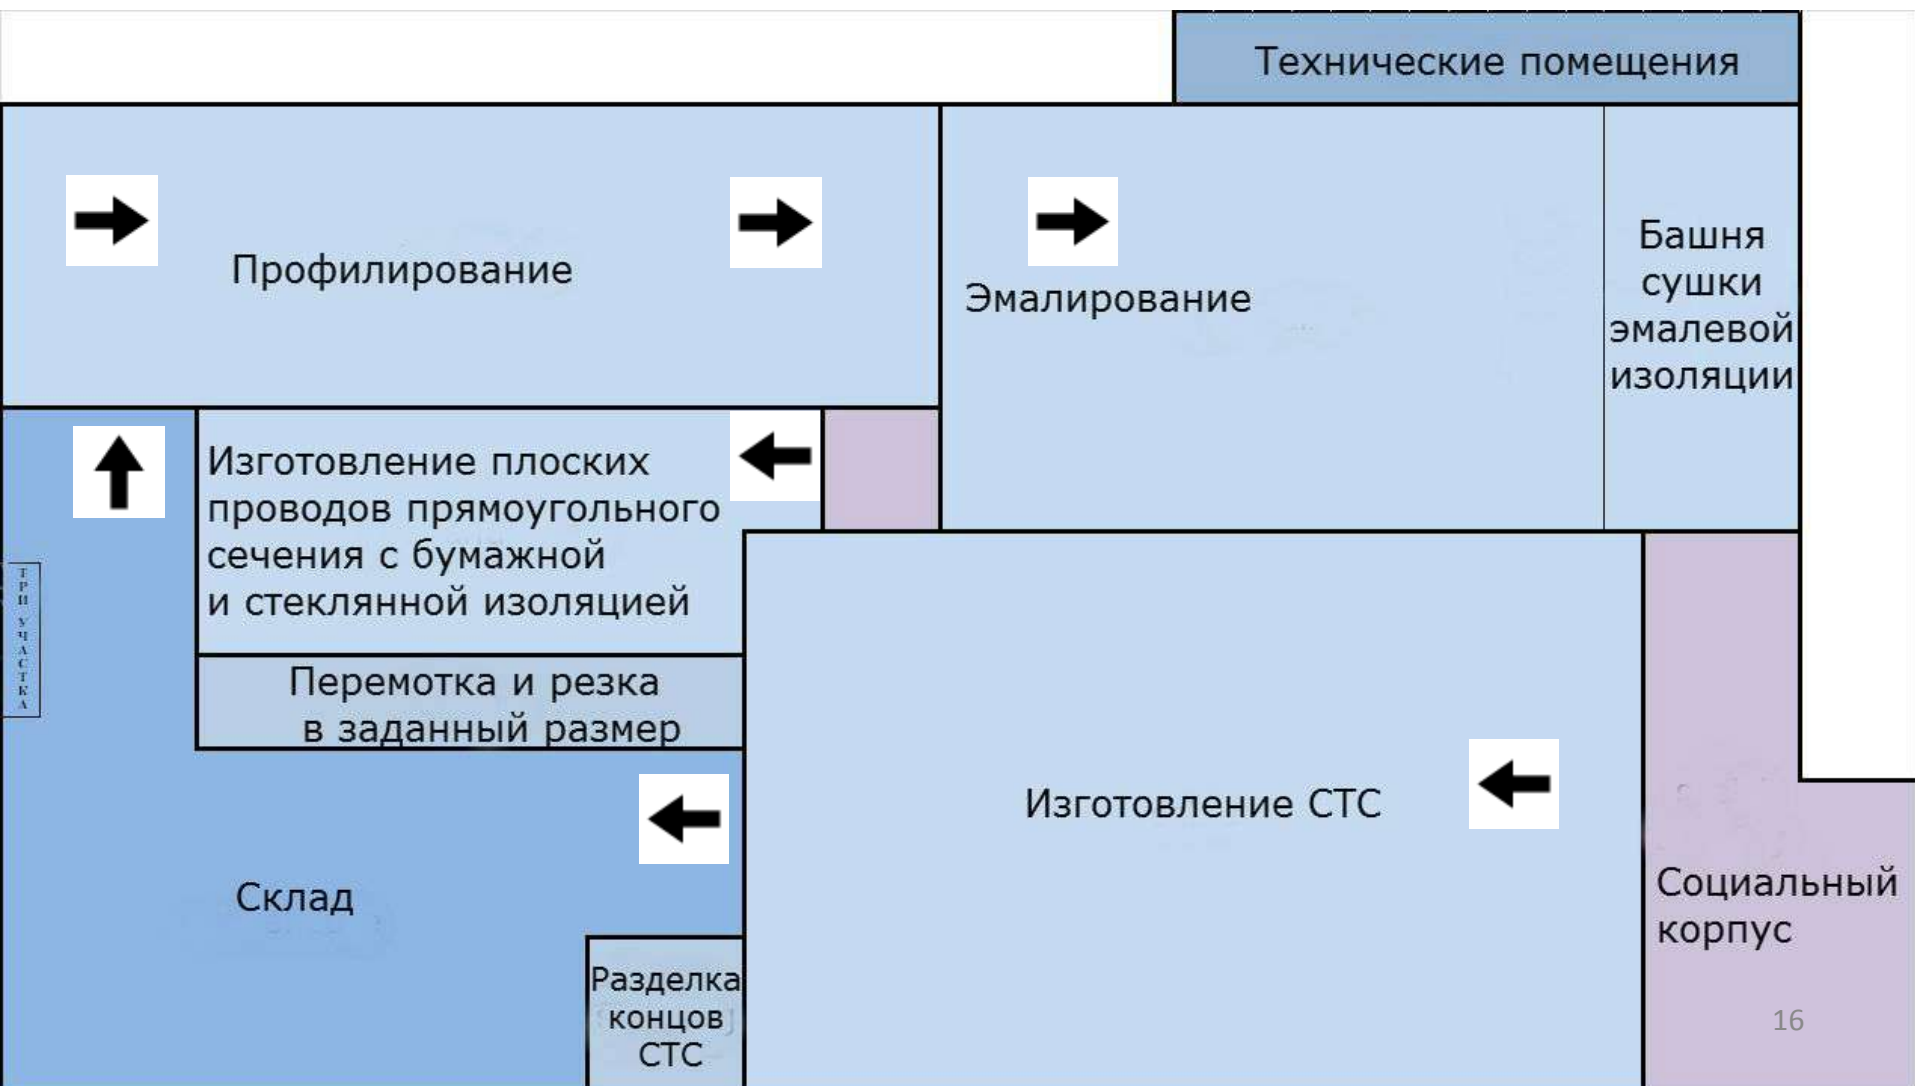 Технические помещения
Профилирование
Эмалирование
Башня
сушки
эмалевой
изоляции
Изготовление плоских
проводов прямоугольного
сечения с бумажной
и стеклянной изоляцией
ТРИ УЧАСТКА
Перемотка и резка
в заданный размер
Изготовление СТС
Склад
Социальный
корпус
Разделка
концов
СТС
16